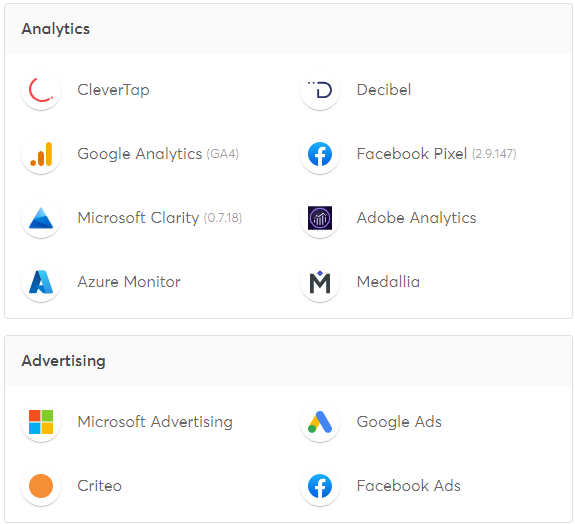 Analytics
CleverTap
Decibel
Google Analytics (GA4)
Facebook Pixel (2.9.147)
Microsoft Clarity (0.7.18)
Adobe Analytics
Azure Monitor
Medallia
Advertising
Microsoft Advertising
Google Ads
Criteo
Facebook Ads